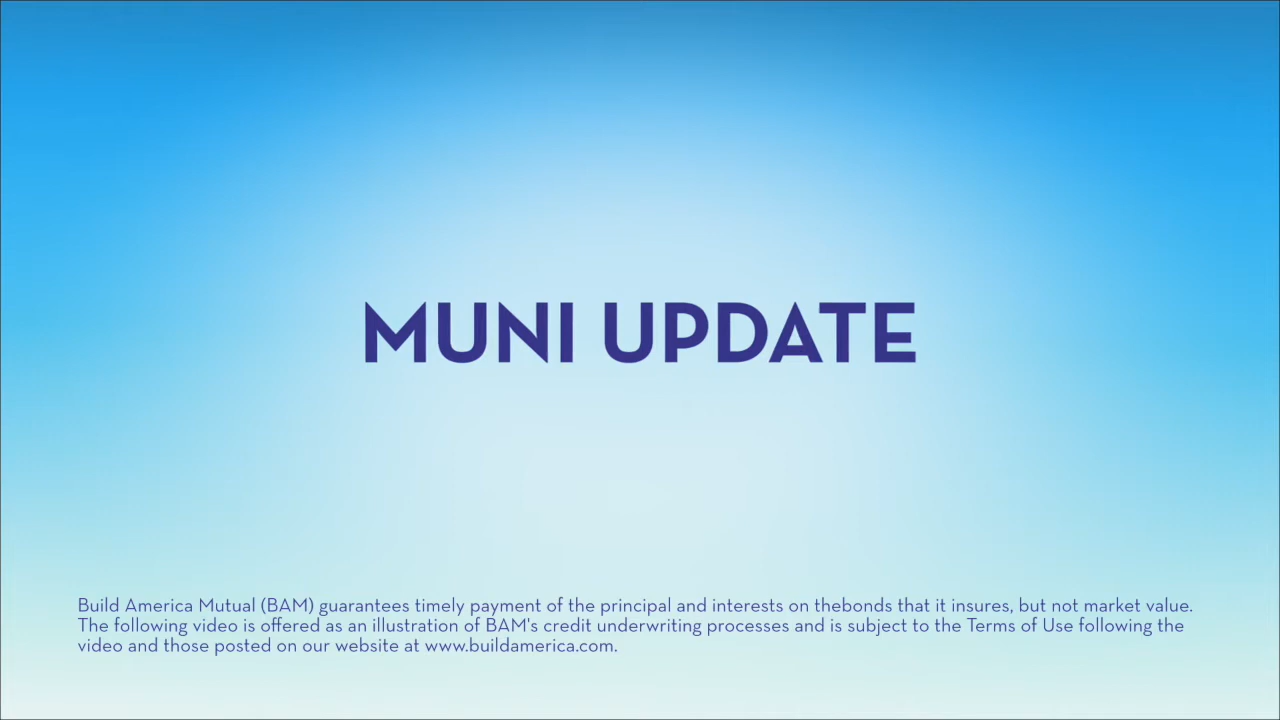 MUNI UPDATE
Build America Mutual (BAM) guarantees timely payment of the principal and interests on thebonds that it insures, but not market value.
The following video is offered as an illustration of BAM's credit underwriting processes and is subject to the Terms of Use following the
video and those posted on our website at www.buildamerica.com.